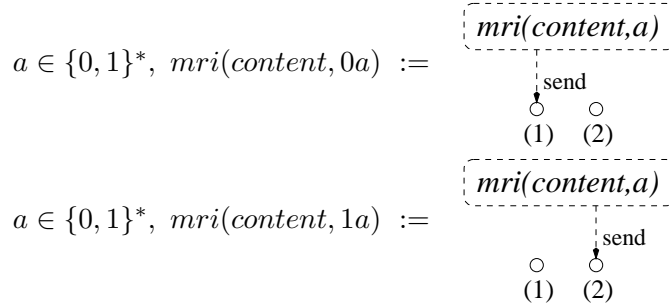 mri(content,a)
a ∈ {0, 1}*, mri(content, 0a) :=
send
(1) (2)
mri(content,a)
a ∈ {0, 1}*, mri(content, 1a) :=
send
(1) (2)